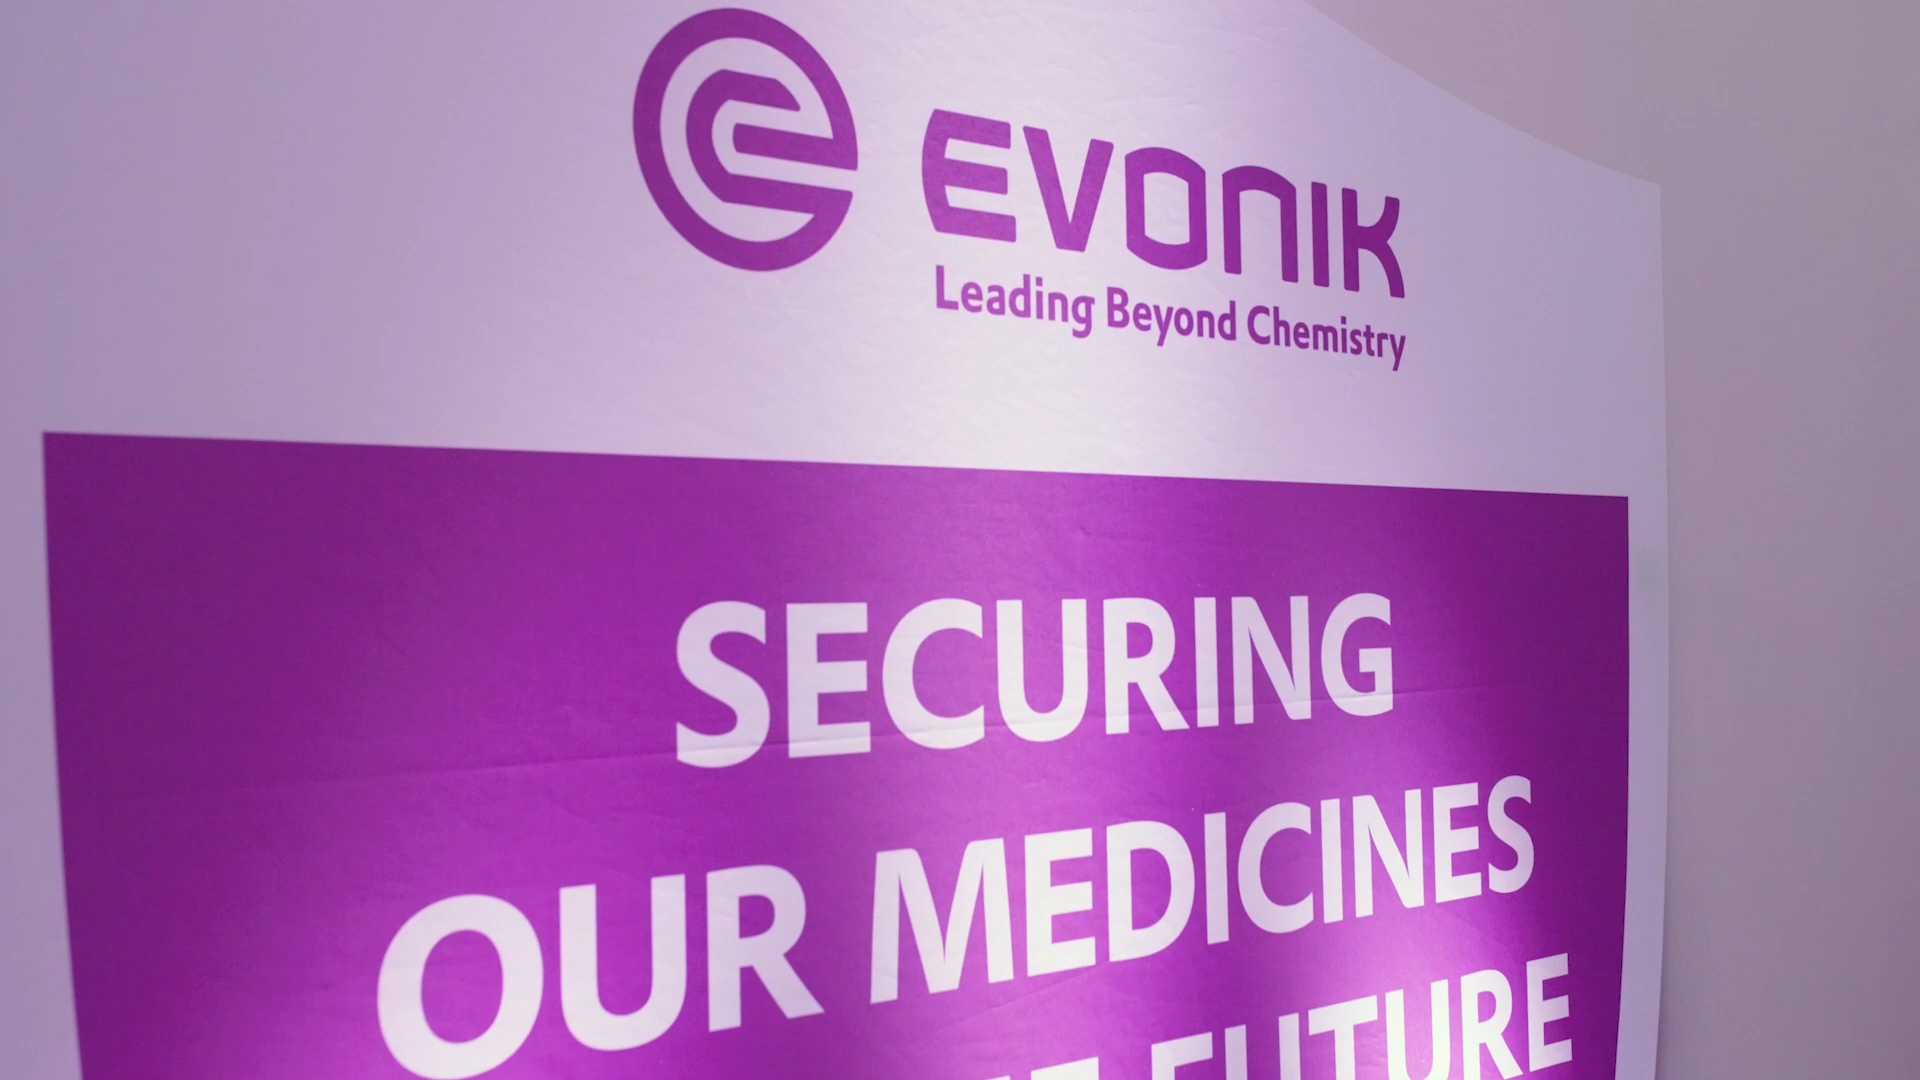 EVONIK
Leading Beyond Chemistry
SECURING
OUR MEDICINES
FUTURE